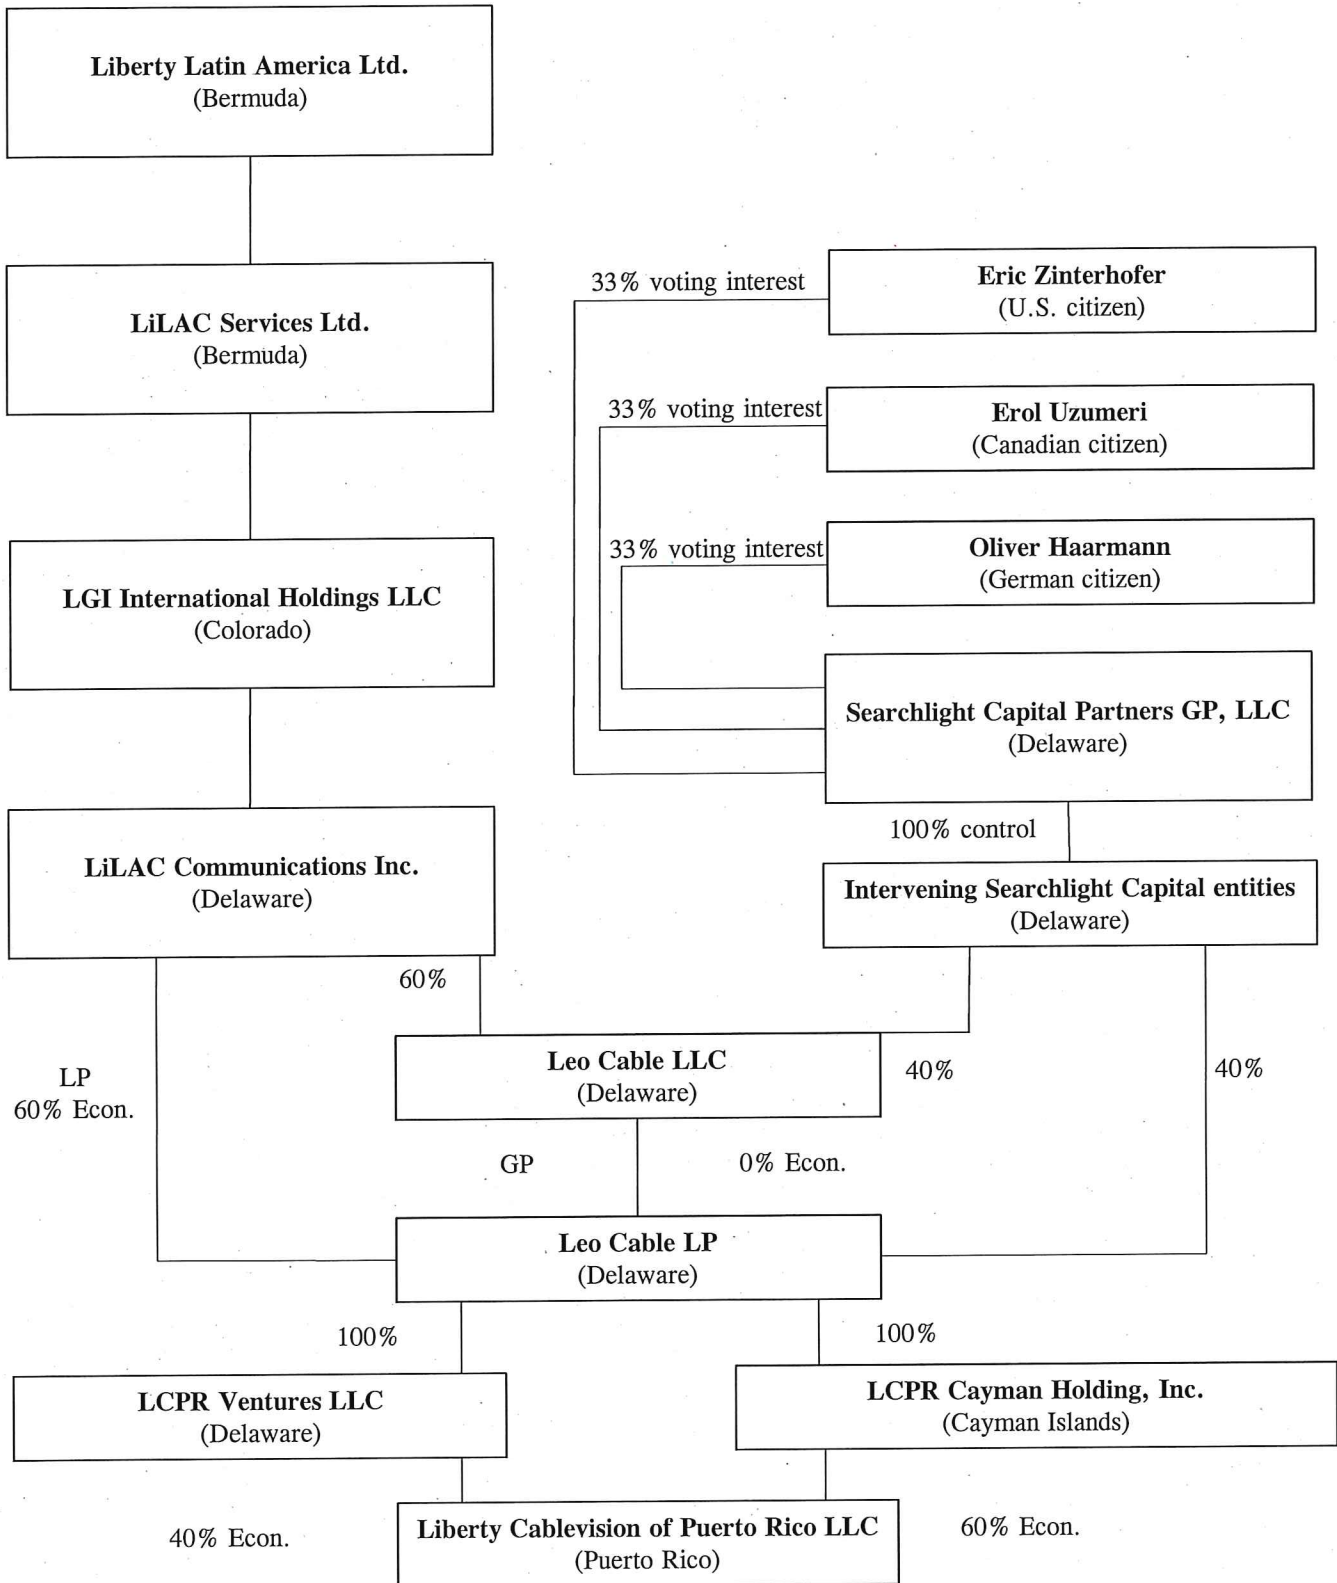 Liberty Latin America Ltd.
(Bermuda)
LiLAC Services Ltd.
(Bermuda)
33% voting interest
Eric Zinterhofer
(U.S. citizen)
33% voting interest
Erol Uzumeri
(Canadian citizen)
33% voting interest
Oliver Haarmann
(German citizen)
LGI International Holdings LLC
(Colorado)
Searchlight Capital Partners GP, LLC
(Delaware)
100% control
LiLAC Communications Inc.
(Delaware)
Intervening Searchlight Capital entities
(Delaware)
60%
LP
60% Econ.
Leo Cable LLC
(Delaware)
40%
40%
GP
0% Econ.
Leo Cable LP
(Delaware)
100%
100%
LCPR Ventures LLC
(Delaware)
LCPR Cayman Holding, Inc.
(Cayman Islands)
40% Econ.
Liberty Cablevision of Puerto Rico LLC
(Puerto Rico)
60% Econ.